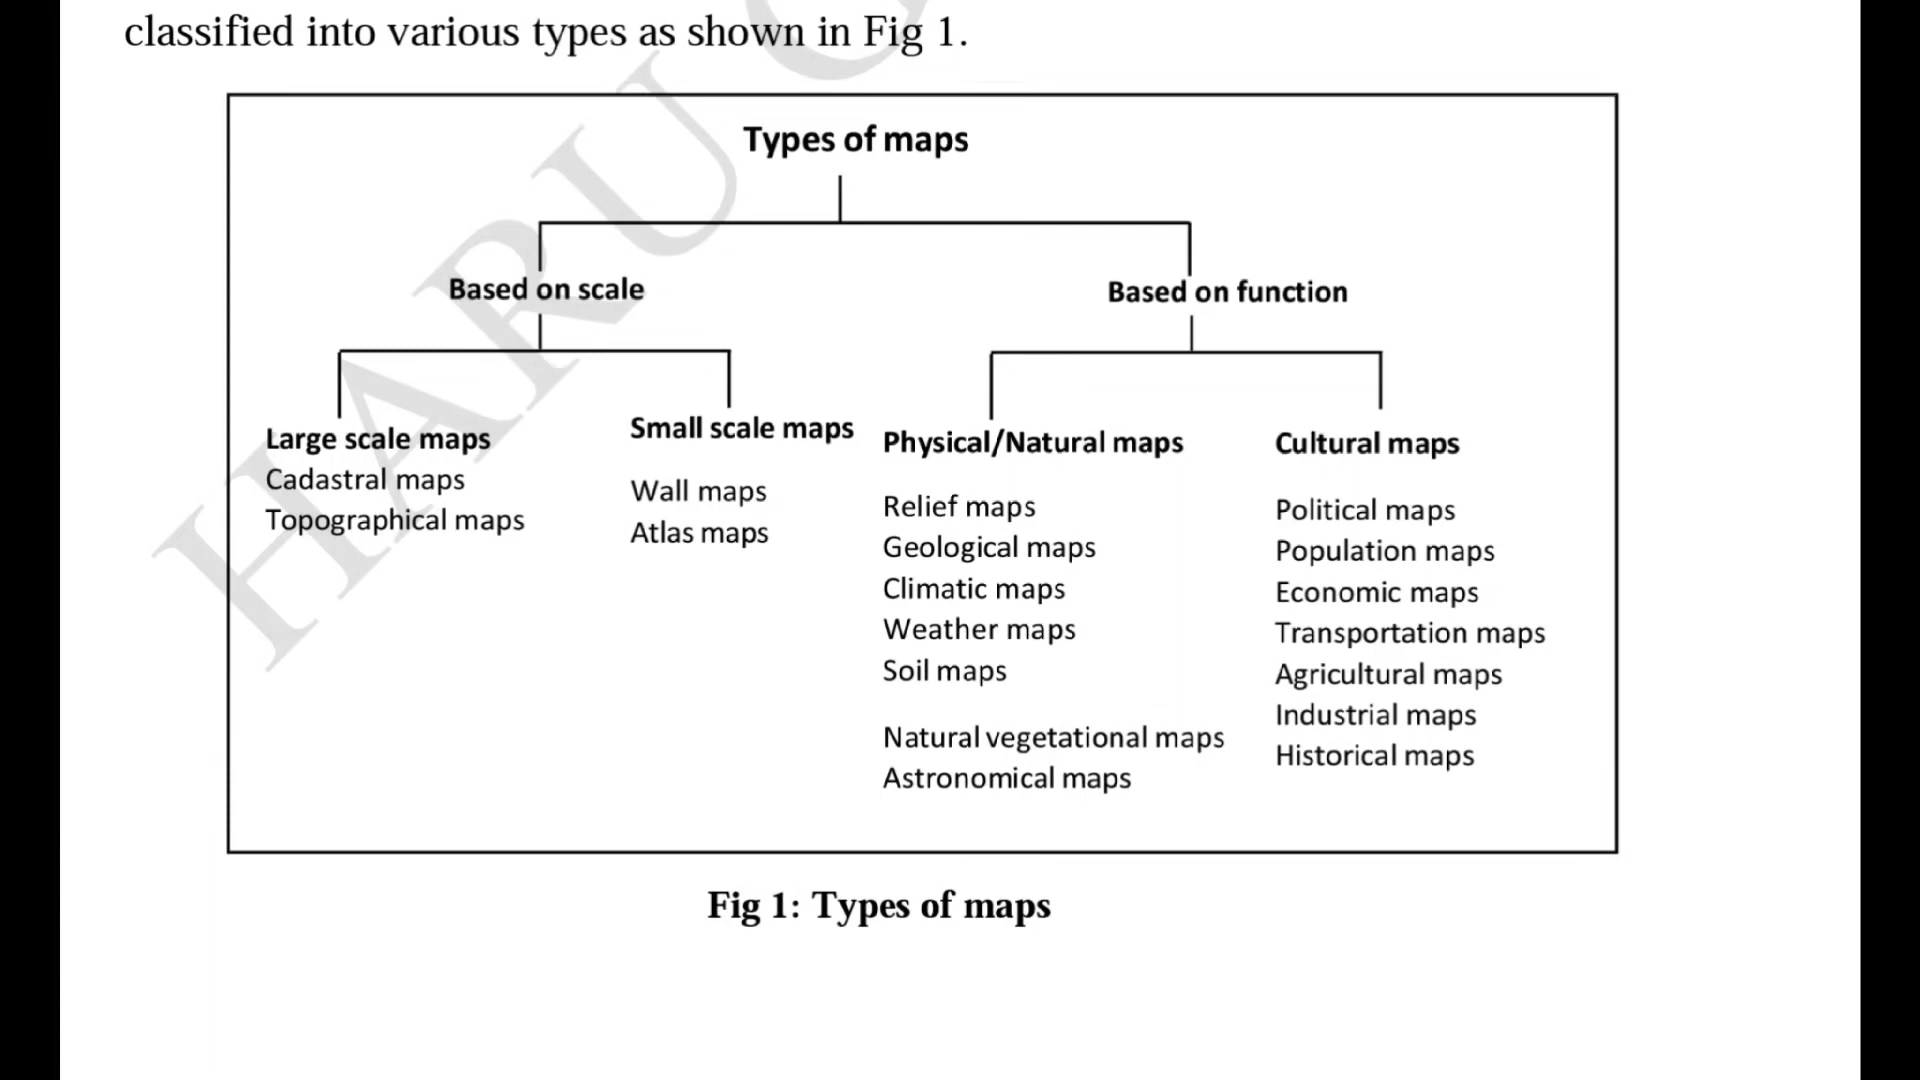 classified into various types as shown in Fig 1.
Types of maps
Based on scale
Based on function
Large scale maps
Cadastral maps
Topographical maps
Small scale maps
Wall maps
Atlas maps
Physical/Natural maps
Relief maps
Geological maps
Climatic maps
Weather maps
Soil maps
Natural vegetational maps
Astronomical maps
Cultural maps
Political maps
Population maps
Economic maps
Transportation maps
Agricultural maps
Industrial maps
Historical maps
Fig 1: Types of maps
HARU